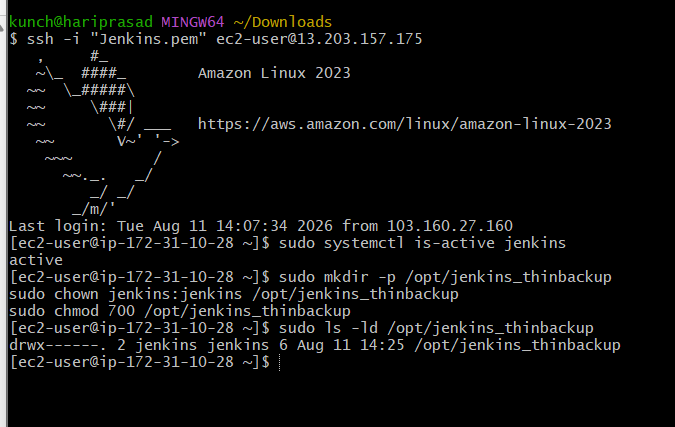 kunch@hariprasad MINGW64 ~/Downloads
$ ssh -i "Jenkins.pem" ec2-user@13.203.157.175
   ,     #_
   ~\_  ####_        Amazon Linux 2023
  ~~  \_#####\
  ~~     \###|
  ~~       \#/ ___   https://aws.amazon.com/linux/amazon-linux-2023
   ~~       V~' '->
    ~~~         /
      ~~._.   _/
         _/ _/
       _/m/'
Last login: Tue Aug 11 14:07:34 2026 from 103.160.27.160
[ec2-user@ip-172-31-10-28 ~]$ sudo systemctl is-active jenkins
active
[ec2-user@ip-172-31-10-28 ~]$ sudo mkdir -p /opt/jenkins_thinbackup
sudo chown jenkins:jenkins /opt/jenkins_thinbackup
sudo chmod 700 /opt/jenkins_thinbackup
[ec2-user@ip-172-31-10-28 ~]$ sudo ls -ld /opt/jenkins_thinbackup
drwx------. 2 jenkins jenkins 6 Aug 11 14:25 /opt/jenkins_thinbackup
[ec2-user@ip-172-31-10-28 ~]$